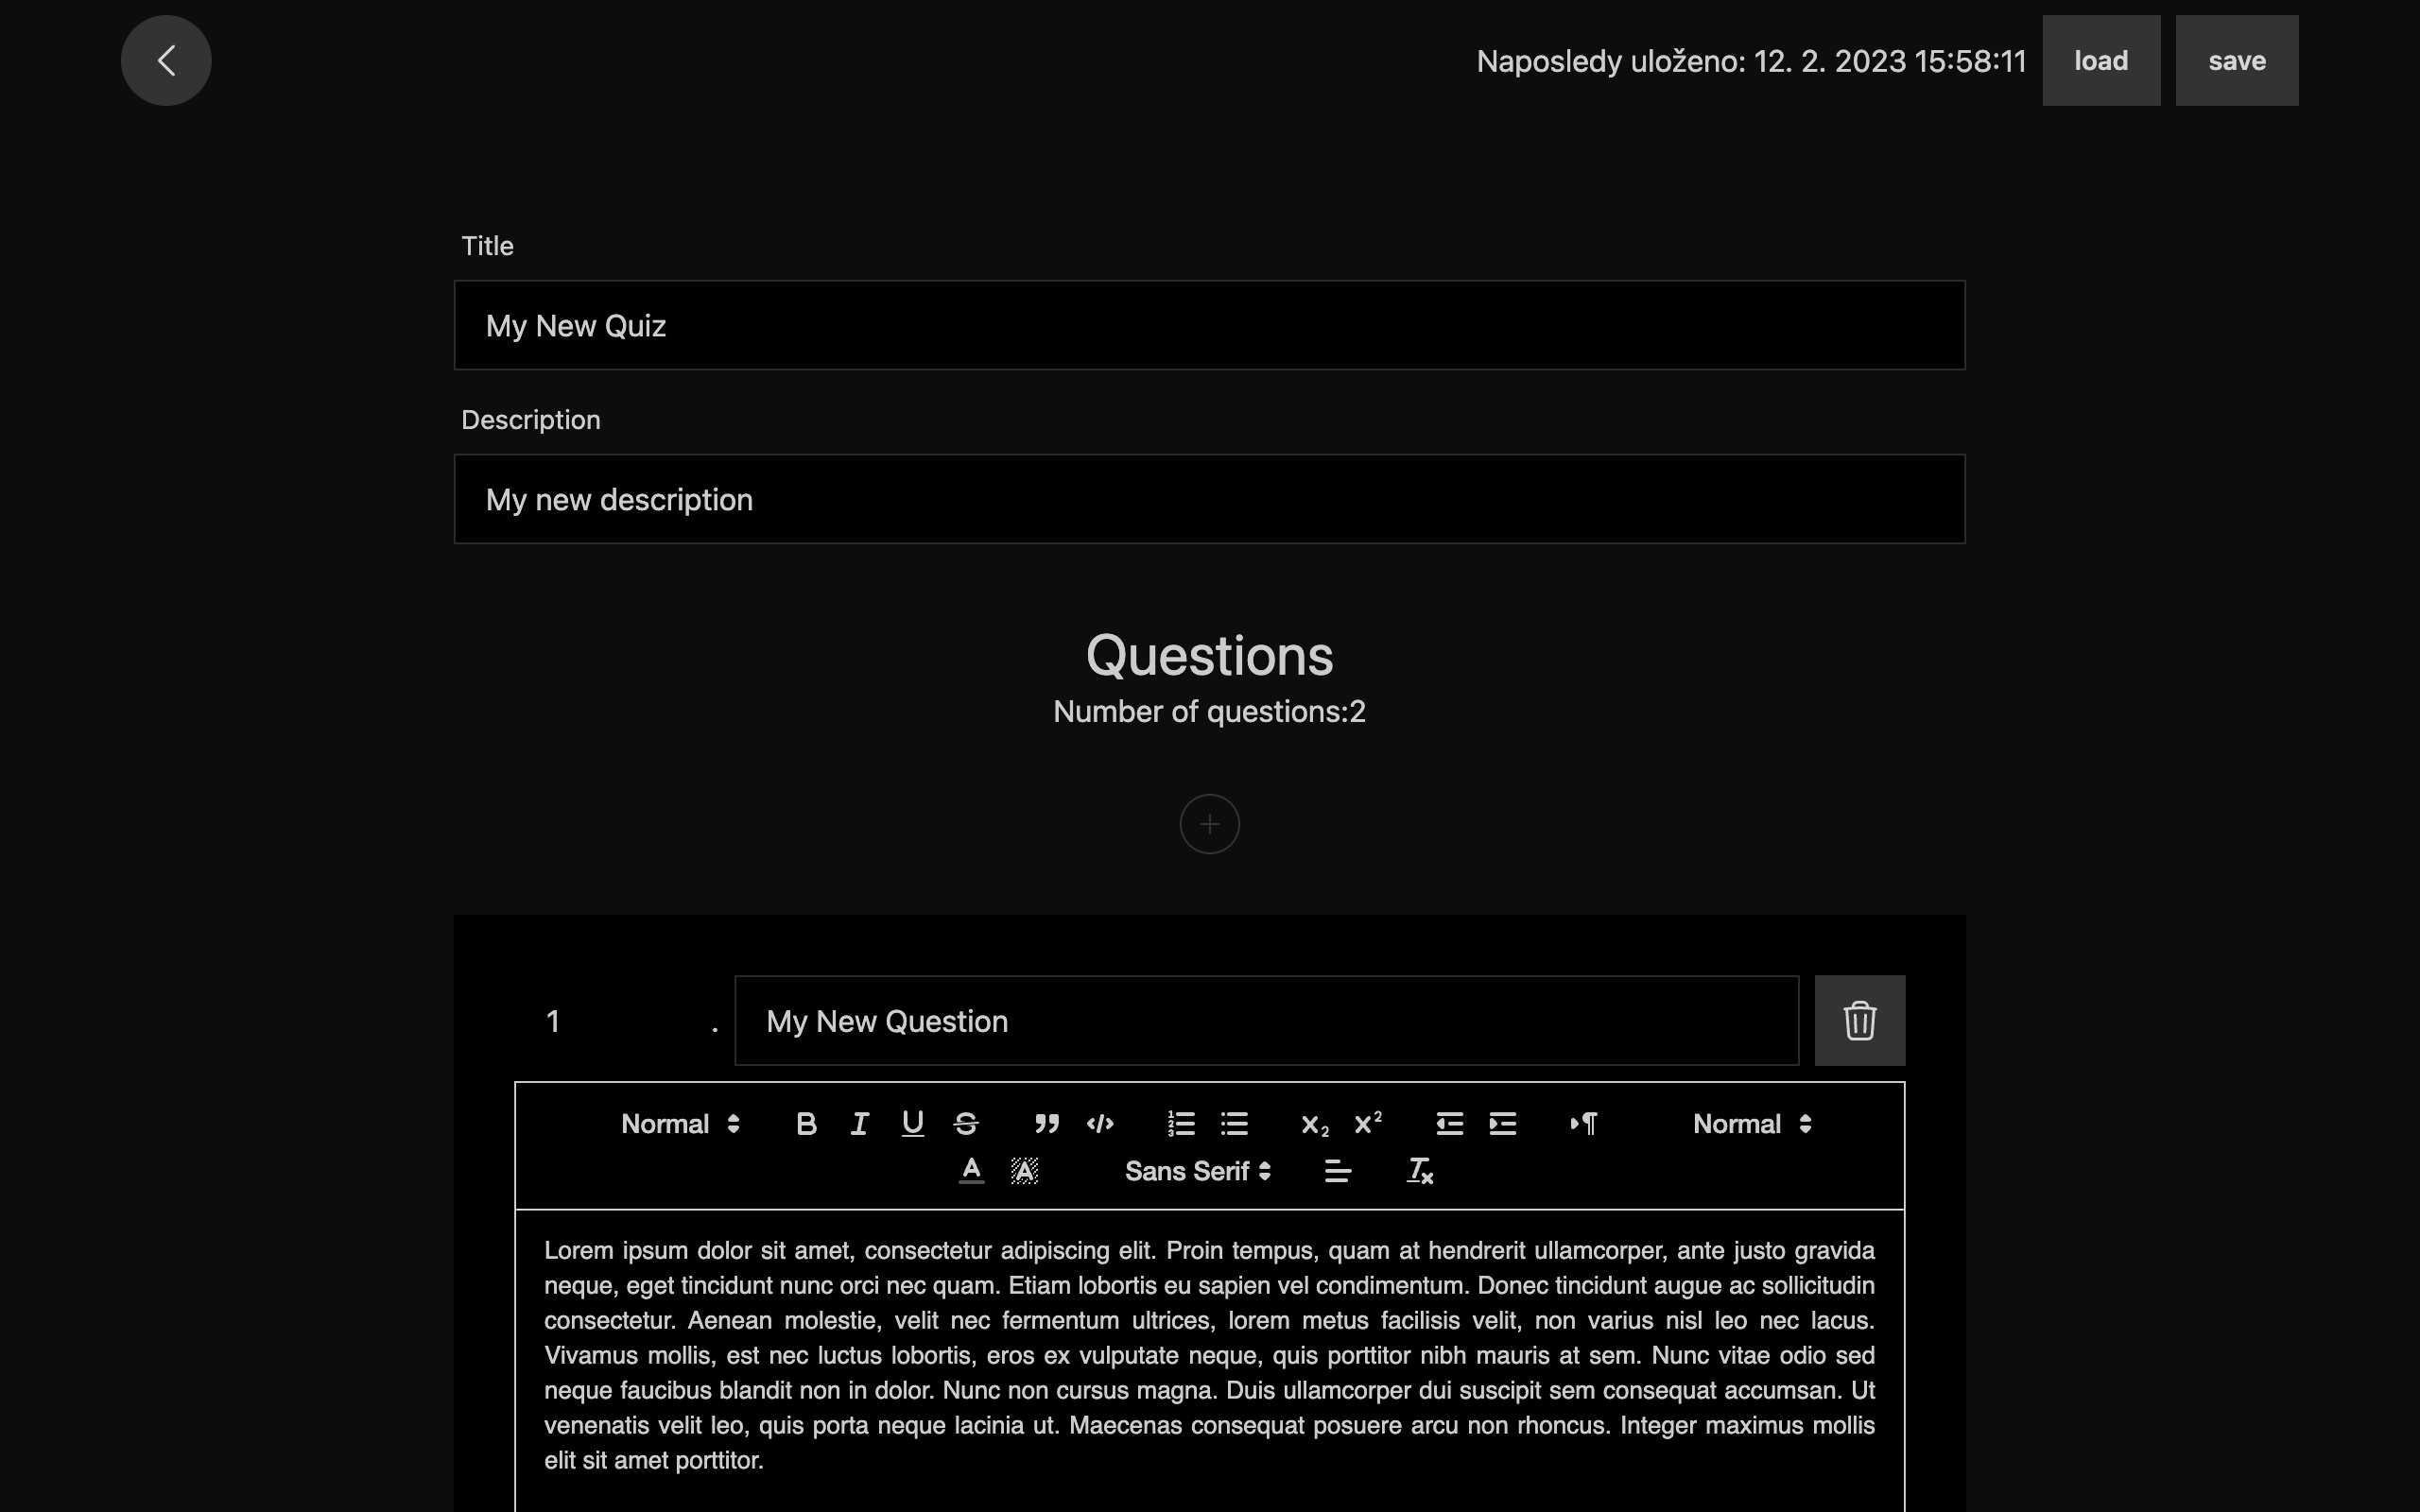 Naposledy uloženo: 12. 2. 2023 15:58:11 load save
Title
My New Quiz
Description
My new description
Questions
Number of questions:2
1 . My New Question
Normal B I U S ” </> X₂ X² ¶ Normal
A A Sans Serif Tx
Lorem ipsum dolor sit amet, consectetur adipiscing elit. Proin tempus, quam at hendrerit ullamcorper, ante justo gravida
neque, eget tincidunt nunc orci nec quam. Etiam lobortis eu sapien vel condimentum. Donec tincidunt augue ac sollicitudin
consectetur. Aenean molestie, velit nec fermentum ultrices, lorem metus facilisis velit, non varius nisl leo nec lacus.
Vivamus mollis, est nec luctus lobortis, eros ex vulputate neque, quis porttitor nibh mauris at sem. Nunc vitae odio sed
neque faucibus blandit non in dolor. Nunc non cursus magna. Duis ullamcorper dui suscipit sem consequat accumsan. Ut
venenatis velit leo, quis porta neque lacinia ut. Maecenas consequat posuere arcu non rhoncus. Integer maximus mollis
elit sit amet porttitor.